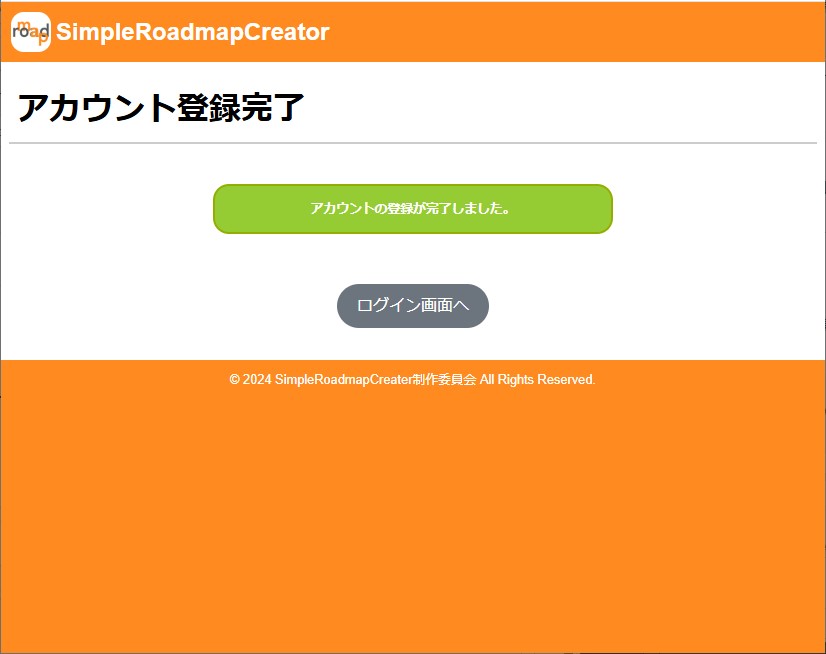 road map
SimpleRoadmapCreator
アカウント登録完了
アカウントの登録が完了しました。
ログイン画面へ
© 2024 SimpleRoadmapCreater制作委員会 All Rights Reserved.